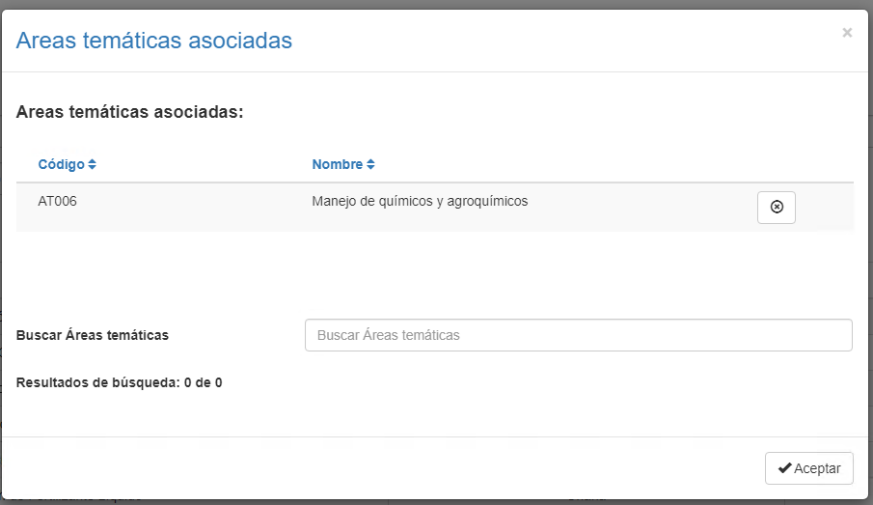 Areas temáticas asociadas
×
Areas temáticas asociadas:
Código Nombre
AT006 Manejo de químicos y agroquímicos
Buscar Áreas temáticas Buscar Áreas temáticas
Resultados de búsqueda: 0 de 0
Aceptar